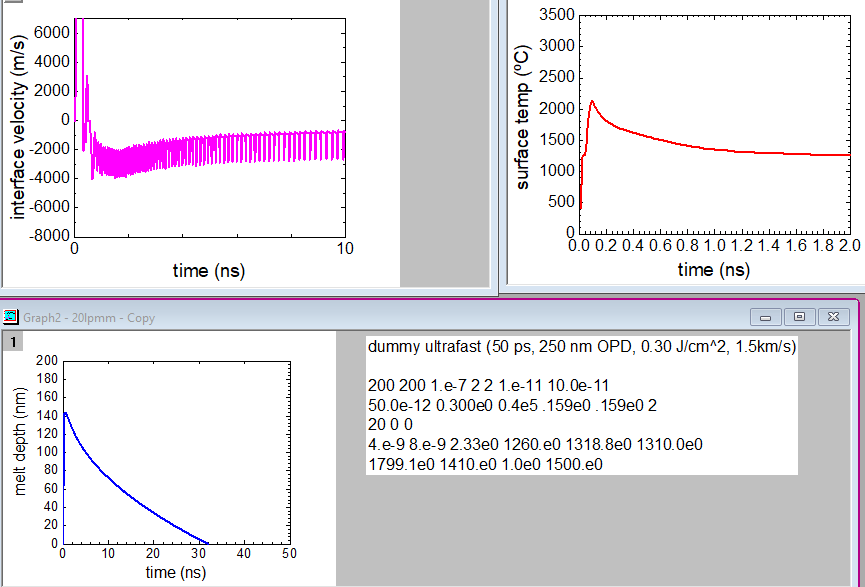 6000
4000
2000
0
-2000
-4000
-6000
-8000
interface velocity (m/s)
0
10
time (ns)
3500
3000
2500
2000
1500
1000
500
0
surface temp (ºC)
0.0 0.2 0.4 0.6 0.8 1.0 1.2 1.4 1.6 1.8 2.0
time (ns)
Graph2 - 20lpmm - Copy
1
200
180
160
140
120
100
80
60
40
20
0
melt depth (nm)
0 10 20 30 40 50
time (ns)
dummy ultrafast (50 ps, 250 nm OPD, 0.30 J/cm^2, 1.5km/s)
200 200 1.e-7 2 2 1.e-11 10.0e-11
50.0e-12 0.300e0 0.4e5 .159e0 .159e0 2
20 0 0
4.e-9 8.e-9 2.33e0 1260.e0 1318.8e0 1310.0e0
1799.1e0 1410.e0 1.0e0 1500.e0